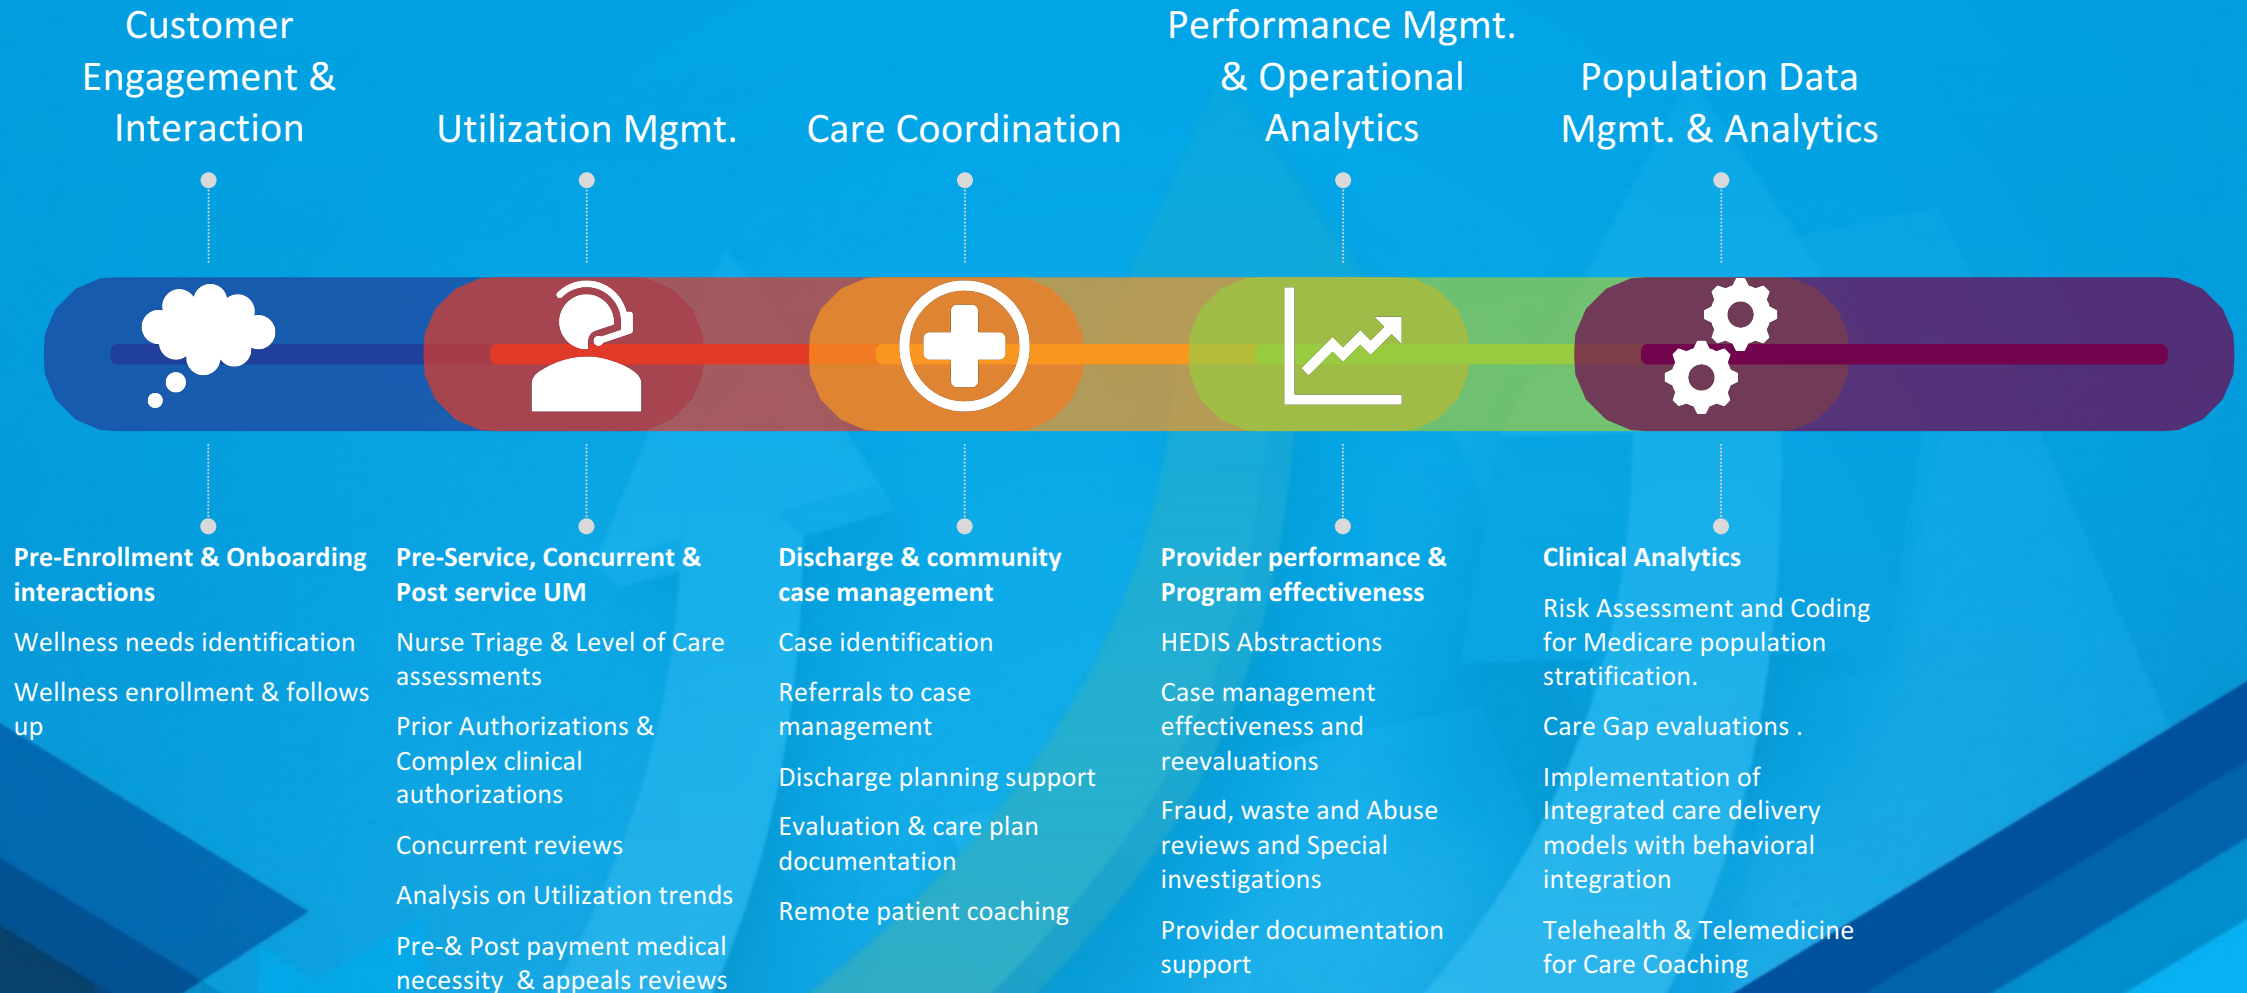 Customer
Engagement &
Interaction
Utilization Mgmt.
Care Coordination
Performance Mgmt.
& Operational
Analytics
Population Data
Mgmt. & Analytics
Pre-Enrollment & Onboarding
interactions
Wellness needs identification
Wellness enrollment & follows
up
Pre-Service, Concurrent &
Post service UM
Nurse Triage & Level of Care
assessments
Prior Authorizations &
Complex clinical
authorizations
Concurrent reviews
Analysis on Utilization trends
Pre-& Post payment medical
necessity & appeals reviews
Discharge & community
case management
Case identification
Referrals to case
management
Discharge planning support
Evaluation & care plan
documentation
Remote patient coaching
Provider performance &
Program effectiveness
HEDIS Abstractions
Case management
effectiveness and
reevaluations
Fraud, waste and Abuse
reviews and Special
investigations
Provider documentation
support
Clinical Analytics
Risk Assessment and Coding
for Medicare population
stratification.
Care Gap evaluations .
Implementation of
Integrated care delivery
models with behavioral
integration
Telehealth & Telemedicine
for Care Coaching